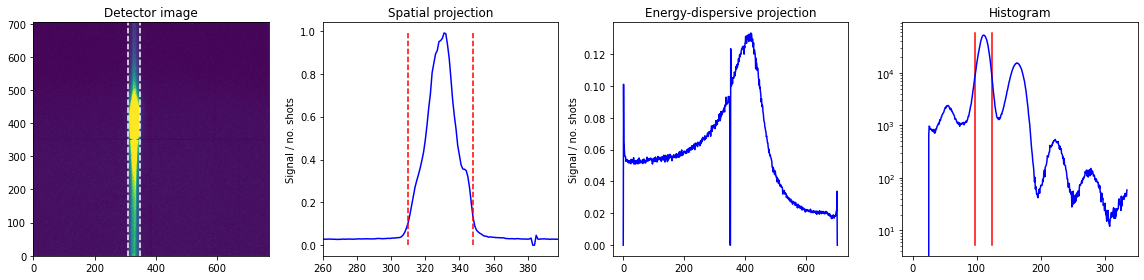 Detector image
700
600
500
400
300
200
100
0
0 200 400 600
Spatial projection
Signal / no. shots
1.0
0.8
0.6
0.4
0.2
0.0
260 280 300 320 340 360 380
Energy-dispersive projection
Signal / no. shots
0.12
0.10
0.08
0.06
0.04
0.02
0.00
0 200 400 600
Histogram
10⁴
10³
10²
10¹
0 100 200 300